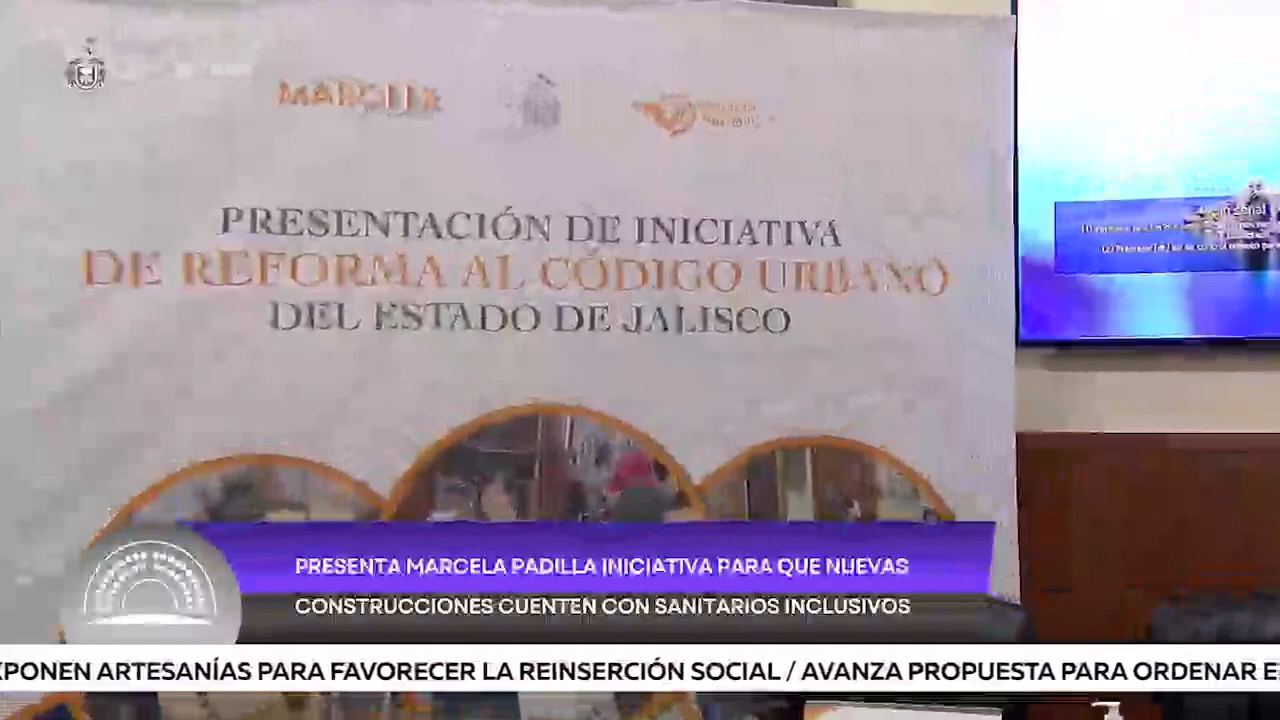 PRESENTACIÓN DE INICIATIVA
DE REFORMA AL CÓDIGO URBANO
DEL ESTADO DE JALISCO
PRESENTA MARCELA PADILLA INICIATIVA PARA QUE NUEVAS
CONSTRUCCIONES CUENTEN CON SANITARIOS INCLUSIVOS
XPONEN ARTESANÍAS PARA FAVORECER LA REINSERCIÓN SOCIAL / AVANZA PROPUESTA PARA ORDENAR E